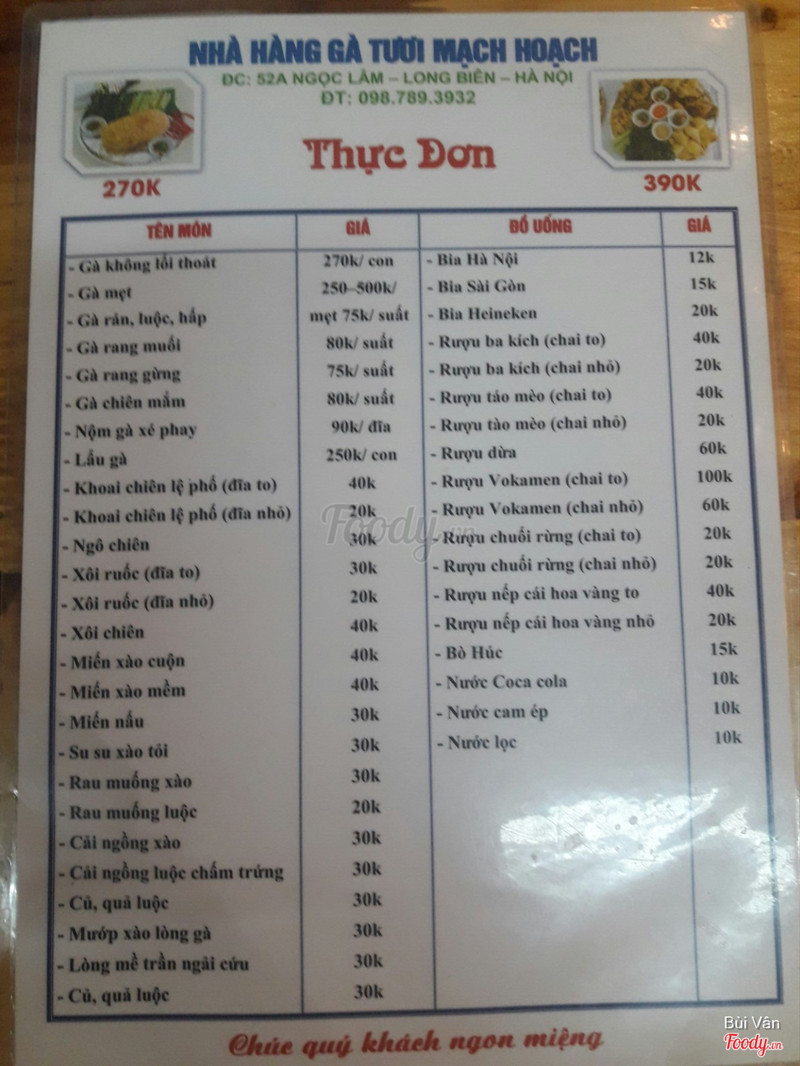 NHÀ HÀNG GÀ TƯƠI MẠCH HOẠCH
ĐC: 52A NGỌC LÂM – LONG BIÊN – HÀ NỘI
ĐT: 098.789.3932
Thực Đơn
270K
390K
TÊN MÓN GIÁ ĐỒ UỐNG GIÁ
- Gà không lối thoát 270k/ con - Bia Hà Nội 12k
- Gà mẹt 250–500k/ - Bia Sài Gòn 15k
- Gà rán, luộc, hấp mẹt 75k/ suất - Bia Heineken 20k
- Gà rang muối 80k/ suất - Rượu ba kích (chai to) 40k
- Gà rang gừng 75k/ suất - Rượu ba kích (chai nhỏ) 20k
- Gà chiên mắm 80k/ suất - Rượu táo mèo (chai to) 40k
- Nộm gà xé phay 90k/ đĩa - Rượu tào mèo (chai nhỏ) 20k
- Lẩu gà 250k/ con - Rượu dừa 60k
- Khoai chiên lệ phố (đĩa to) 40k - Rượu Vokamen (chai to) 100k
- Khoai chiên lệ phố (đĩa nhỏ) 20k - Rượu Vokamen (chai nhỏ) 60k
- Ngô chiên 30k - Rượu chuối rừng (chai to) 20k
- Xôi ruốc (đĩa to) 30k - Rượu chuối rừng (chai nhỏ) 20k
- Xôi ruốc (đĩa nhỏ) 20k - Rượu nếp cái hoa vàng to 40k
- Xôi chiên 40k - Rượu nếp cái hoa vàng nhỏ 20k
- Miến xào cuộn 40k - Bò Húc 15k
- Miến xào mềm 40k - Nước Coca cola 10k
- Miến nấu 30k - Nước cam ép 10k
- Su su xào tỏi 30k - Nước lọc 10k
- Rau muống xào 30k
- Rau muống luộc 20k
- Cải ngồng xào 30k
- Cải ngồng luộc chấm trứng 30k
- Củ, quả luộc 30k
- Mướp xào lòng gà 30k
- Lòng mề trần ngải cứu 30k
- Củ, quả luộc 30k
Chúc quý khách ngon miệng
Foody.vn
Bùi Vân
Foody.vn